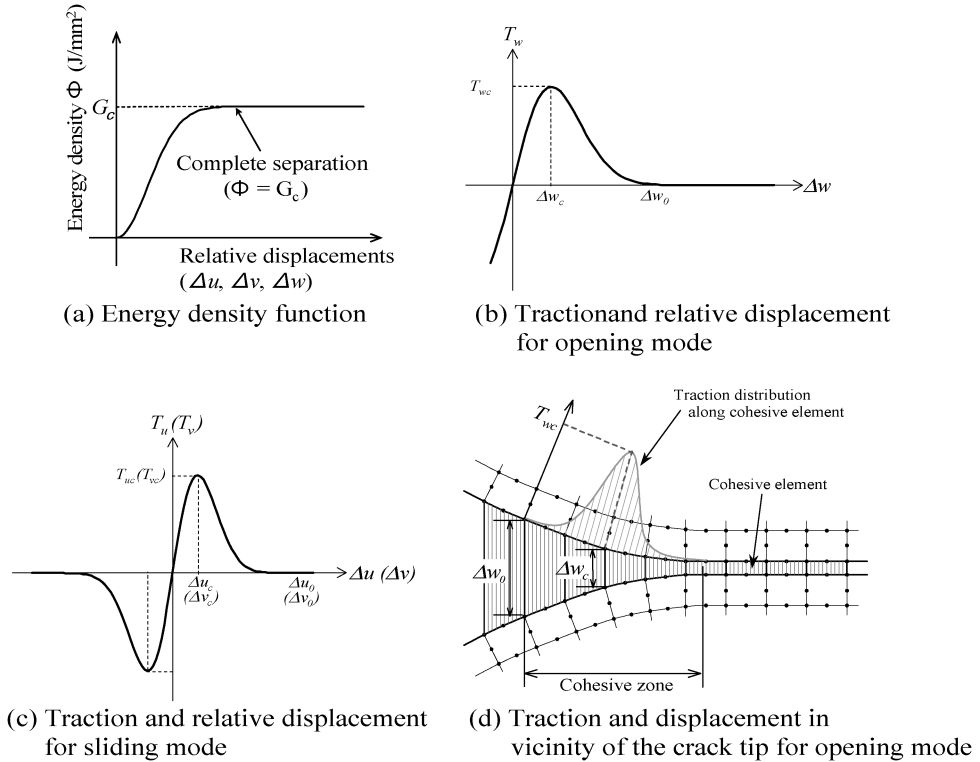 Energy density Φ (J/mm²)
G_c
Complete separation
(Φ = G_c)
Relative displacements
(Δu, Δv, Δw)
(a) Energy density function
T_w
T_wc
Δw_c
Δw_0
Δw
(b) Tractionand relative displacement
for opening mode
T_u (T_v)
T_uc (T_vc)
Δu_c
(Δv_c)
Δu_0
(Δv_0)
Δu (Δv)
(c) Traction and relative displacement
for sliding mode
Traction distribution
along cohesive element
T_wc
Cohesive element
Δw_0
Δw_c
Cohesive zone
(d) Traction and displacement in
vicinity of the crack tip for opening mode